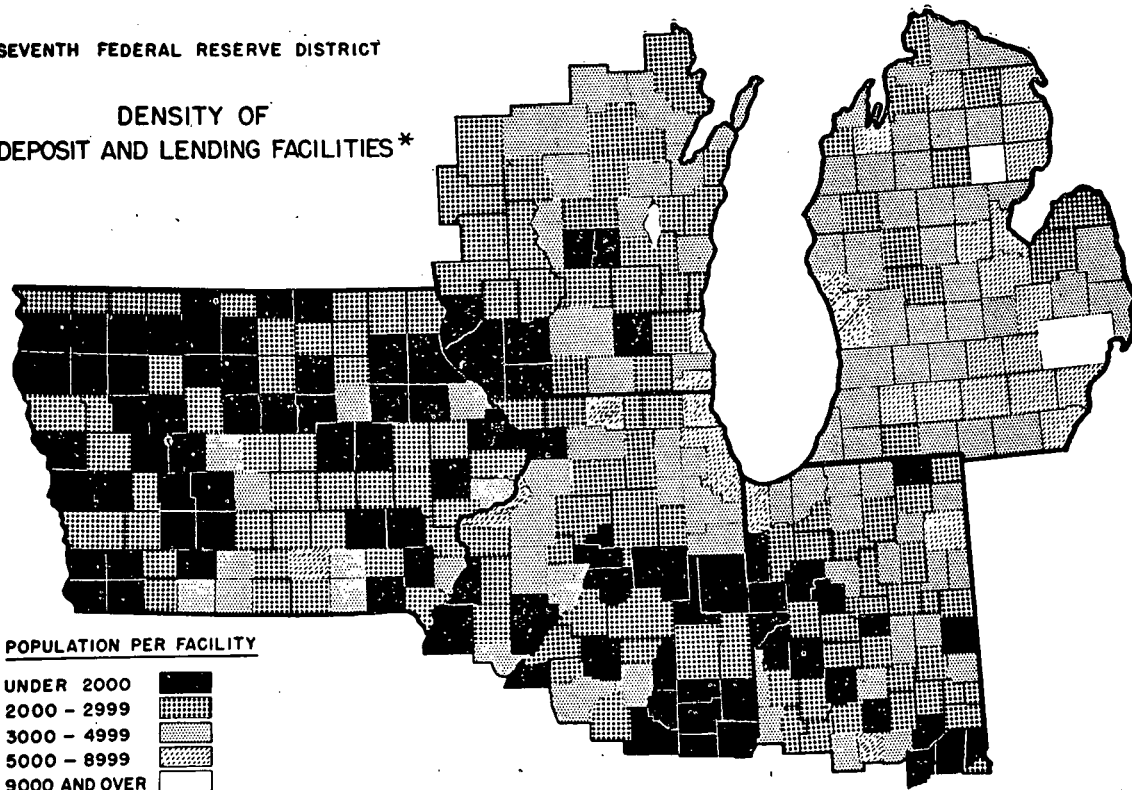 SEVENTH FEDERAL RESERVE DISTRICT
DENSITY OF
DEPOSIT AND LENDING FACILITIES*
POPULATION PER FACILITY
UNDER 2000
2000 - 2999
3000 - 4999
5000 - 8999
9000 AND OVER